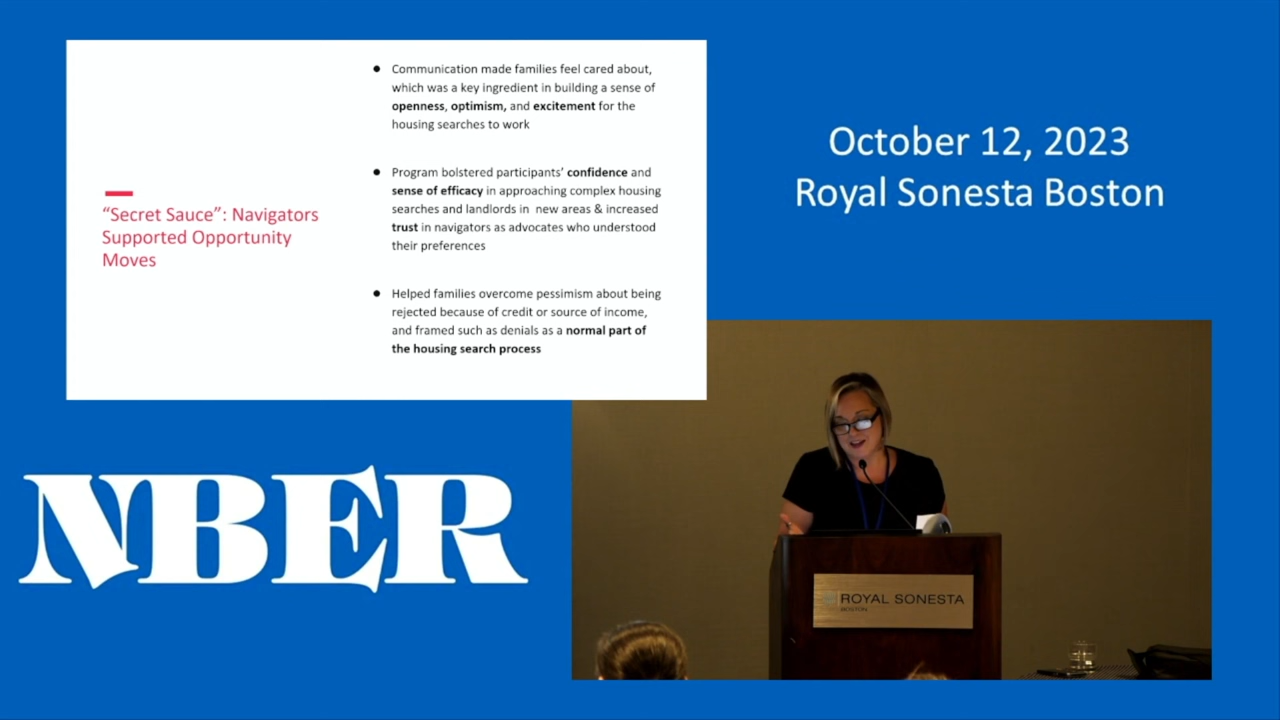 “Secret Sauce”: Navigators
Supported Opportunity
Moves
● Communication made families feel cared about,
which was a key ingredient in building a sense of
openness, optimism, and excitement for the
housing searches to work
● Program bolstered participants’ confidence and
sense of efficacy in approaching complex housing
searches and landlords in new areas & increased
trust in navigators as advocates who understood
their preferences
● Helped families overcome pessimism about being
rejected because of credit or source of income,
and framed such as denials as a normal part of
the housing search process
October 12, 2023
Royal Sonesta Boston
NBER
ROYAL SONESTA
BOSTON